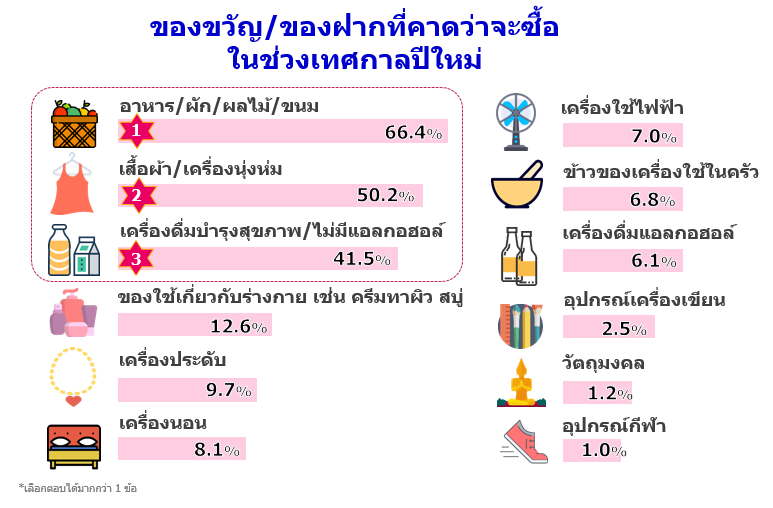 ของขวัญ/ของฝากที่คาดว่าจะซื้อ
ในช่วงเทศกาลปีใหม่
อาหาร/ผัก/ผลไม้/ขนม
1
66.4%
เสื้อผ้า/เครื่องนุ่งห่ม
2
50.2%
เครื่องดื่มบำรุงสุขภาพ/ไม่มีแอลกอฮอล์
3
41.5%
ของใช้เกี่ยวกับร่างกาย เช่น ครีมทาผิว สบู่
12.6%
เครื่องประดับ
9.7%
เครื่องนอน
8.1%
เครื่องใช้ไฟฟ้า
7.0%
ข้าวของเครื่องใช้ในครัว
6.8%
เครื่องดื่มแอลกอฮอล์
6.1%
อุปกรณ์เครื่องเขียน
2.5%
วัตถุมงคล
1.2%
อุปกรณ์กีฬา
1.0%
*เลือกตอบได้มากกว่า 1 ข้อ